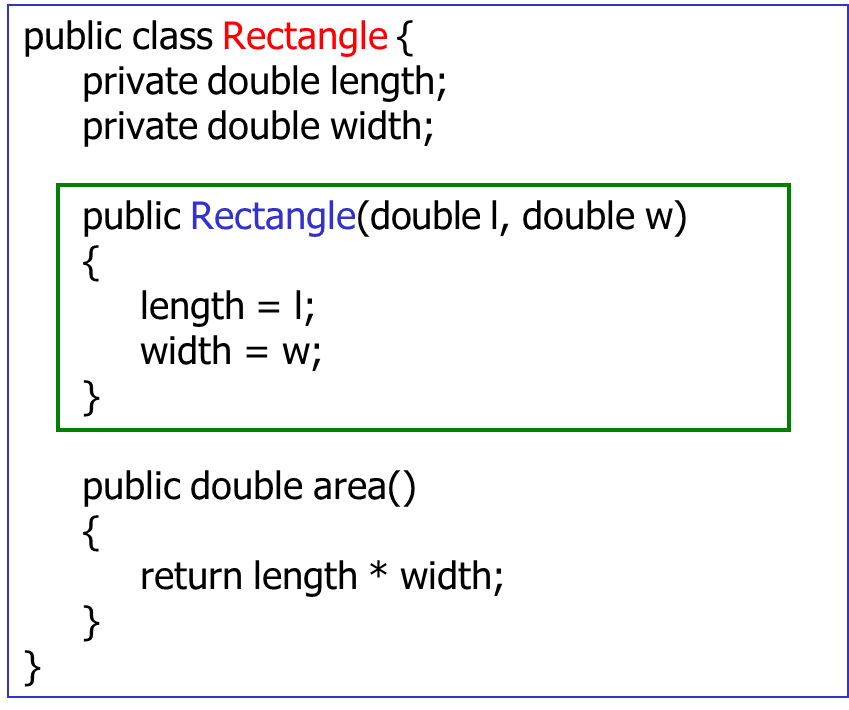 public class Rectangle {
private double length;
private double width;
public Rectangle(double l, double w)
{
length = l;
width = w;
}
public double area()
{
return length * width;
}
}